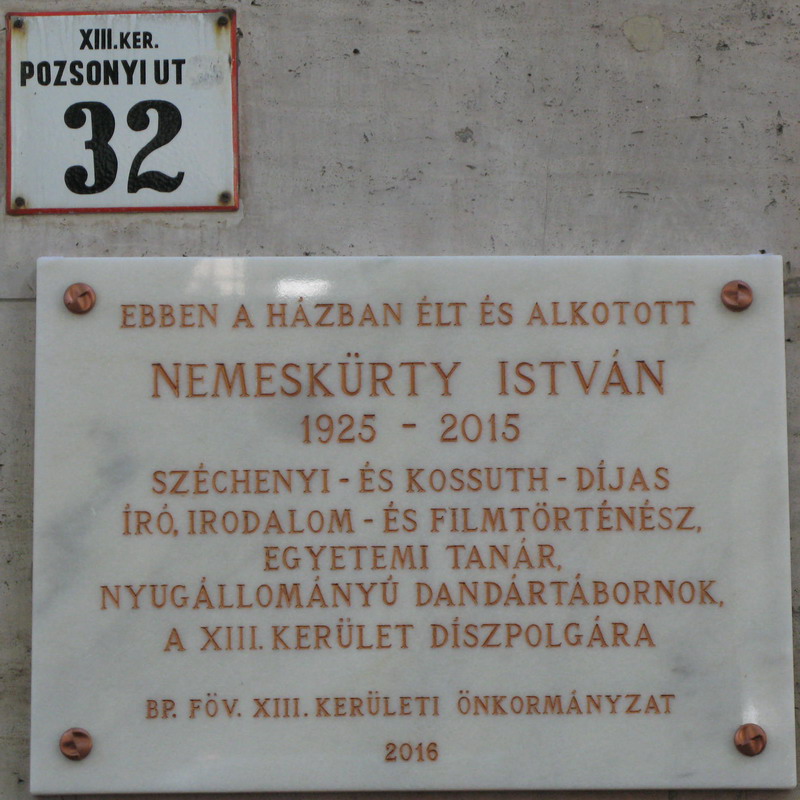 XIII. KER.
POZSONYI UT
32
EBBEN A HÁZBAN ÉLT ÉS ALKOTOTT
NEMESKÜRTY ISTVÁN
1925 - 2015
SZÉCHENYI - ÉS KOSSUTH - DÍJAS
ÍRÓ, IRODALOM - ÉS FILMTÖRTÉNÉSZ,
EGYETEMI TANÁR,
NYUGÁLLOMÁNYÚ DANDÁRTÁBORNOK,
A XIII. KERÜLET DÍSZPOLGÁRA
BP. FÖV. XIII. KERÜLETI ÖNKORMÁNYZAT
2016